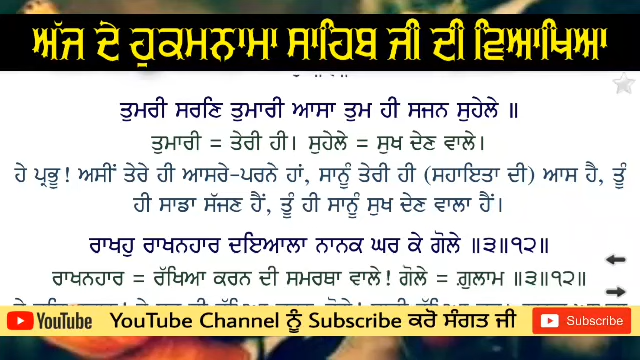 ਅੱਜ ਦੇ ਹੁਕਮਨਾਮਾ ਸਾਹਿਬ ਜੀ ਦੀ ਵਿਆਖਿਆ
ਤੁਮਰੀ ਸਰਣਿ ਤੁਮਾਰੀ ਆਸਾ ਤੁਮ ਹੀ ਸਜਨ ਸੁਹੇਲੇ ॥
ਤੁਮਾਰੀ = ਤੇਰੀ ਹੀ। ਸੁਹੇਲੇ = ਸੁਖ ਦੇਣ ਵਾਲੇ।
ਹੇ ਪ੍ਰਭੂ! ਅਸੀਂ ਤੇਰੇ ਹੀ ਆਸਰੇ-ਪਰਨੇ ਹਾਂ, ਸਾਨੂੰ ਤੇਰੀ ਹੀ (ਸਹਾਇਤਾ ਦੀ) ਆਸ ਹੈ, ਤੂੰ
ਹੀ ਸਾਡਾ ਸੱਜਣ ਹੈਂ, ਤੂੰ ਹੀ ਸਾਨੂੰ ਸੁਖ ਦੇਣ ਵਾਲਾ ਹੈਂ।
ਰਾਖਹੁ ਰਾਖਨਹਾਰ ਦਇਆਲਾ ਨਾਨਕ ਘਰ ਕੇ ਗੋਲੇ ॥੩॥੧੨॥
ਰਾਖਨਹਾਰ = ਰੱਖਿਆ ਕਰਨ ਦੀ ਸਮਰਥਾ ਵਾਲੇ! ਗੋਲੇ = ਗ਼ੁਲਾਮ ॥੩॥੧੨॥
YouTube YouTube Channel ਨੂੰ Subscribe ਕਰੋ ਸੰਗਤ ਜੀ Subscribe